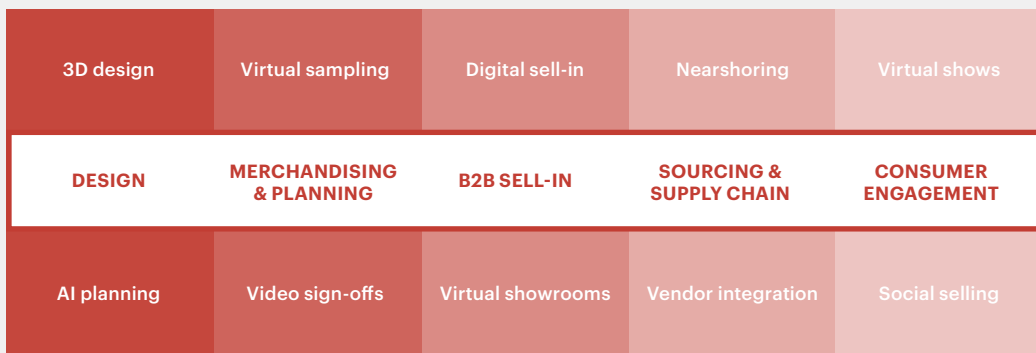 3D design
Virtual sampling
Digital sell-in
Nearshoring
Virtual shows
DESIGN
MERCHANDISING
& PLANNING
B2B SELL-IN
SOURCING &
SUPPLY CHAIN
CONSUMER
ENGAGEMENT
AI planning
Video sign-offs
Virtual showrooms
Vendor integration
Social selling